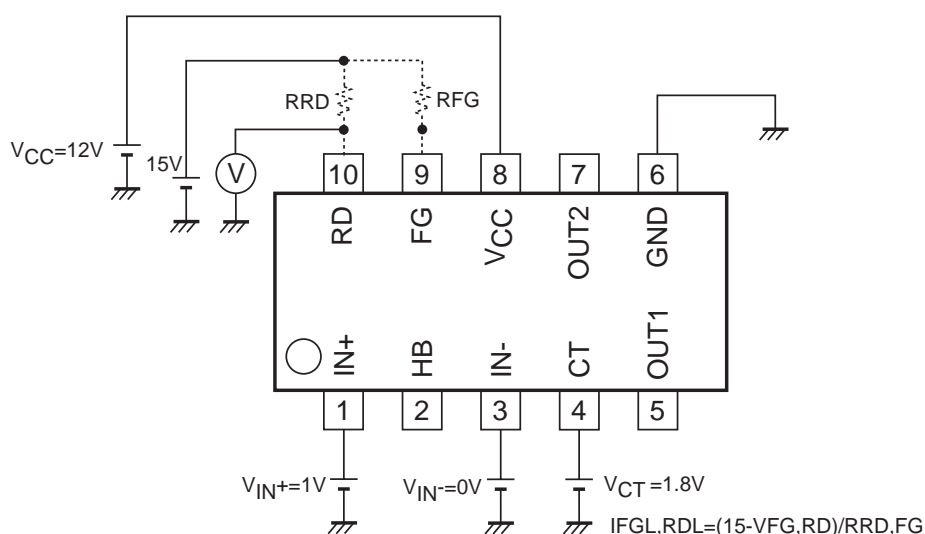 RRD
RFG
VCC=12V
15V
V
10
9
8
7
6
RD
FG
VCC
OUT2
GND
IN+
HB
IN-
CT
OUT1
1
2
3
4
5
VIN+=1V
VIN-=0V
VCT =1.8V
IFGL,RDL=(15-VFG,RD)/RRD,FG